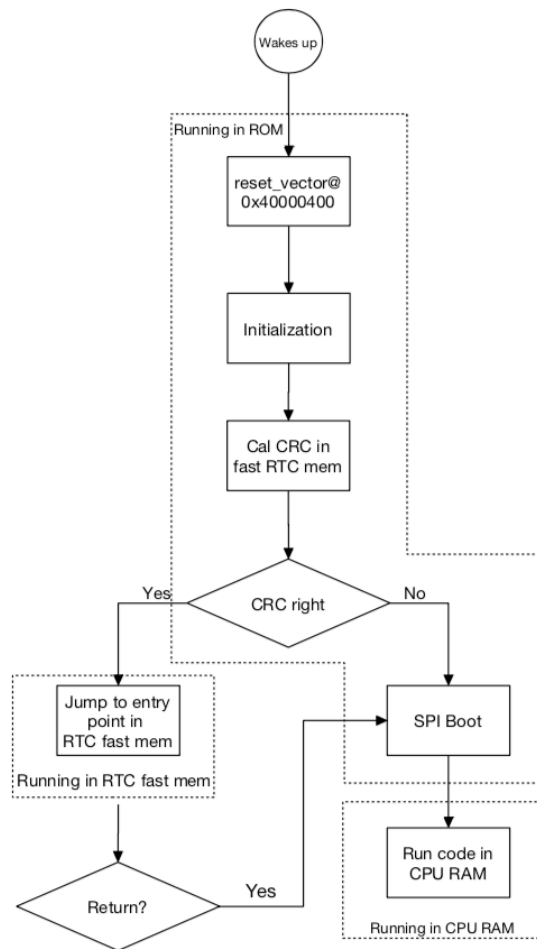 Wakes up
Running in ROM
reset_vector@
0x40000400
Initialization
Cal CRC in
fast RTC mem
Yes
CRC right
No
Jump to entry
point in
RTC fast mem
SPI Boot
Running in RTC fast mem
Run code in
CPU RAM
Yes
Return?
Running in CPU RAM